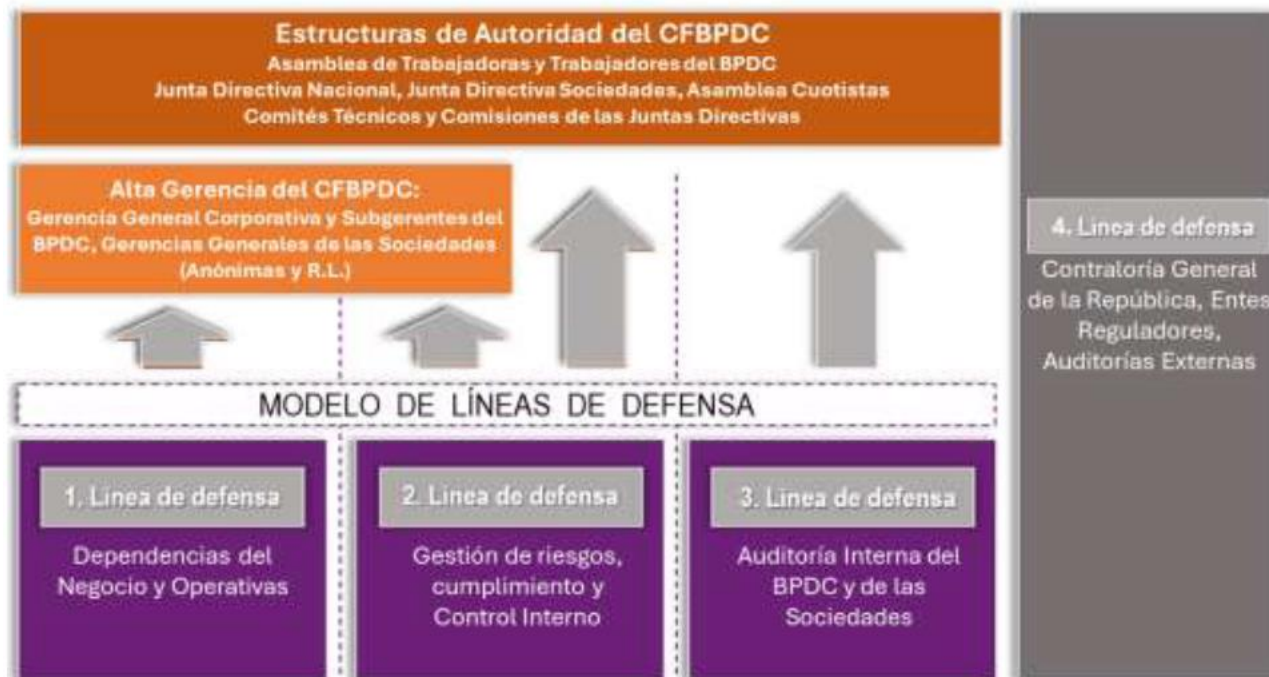 Estructuras de Autoridad del CFBPDC
Asamblea de Trabajadoras y Trabajadores del BPDC
Junta Directiva Nacional, Junta Directiva Sociedades, Asamblea Cuotistas
Comités Técnicos y Comisiones de las Juntas Directivas
Alta Gerencia del CFBPDC:
Gerencia General Corporativa y Subgerentes del
BPDC, Gerencias Generales de las Sociedades
(Anónimas y R.L.)
MODELO DE LÍNEAS DE DEFENSA
1. Linea de defensa
Dependencias del
Negocio y Operativas
2. Linea de defensa
Gestión de riesgos,
cumplimiento y
Control Interno
3. Linea de defensa
Auditoría Interna del
BPDC y de las
Sociedades
4. Linea de defensa
Contraloría General
de la República, Entes
Reguladores,
Auditorías Externas